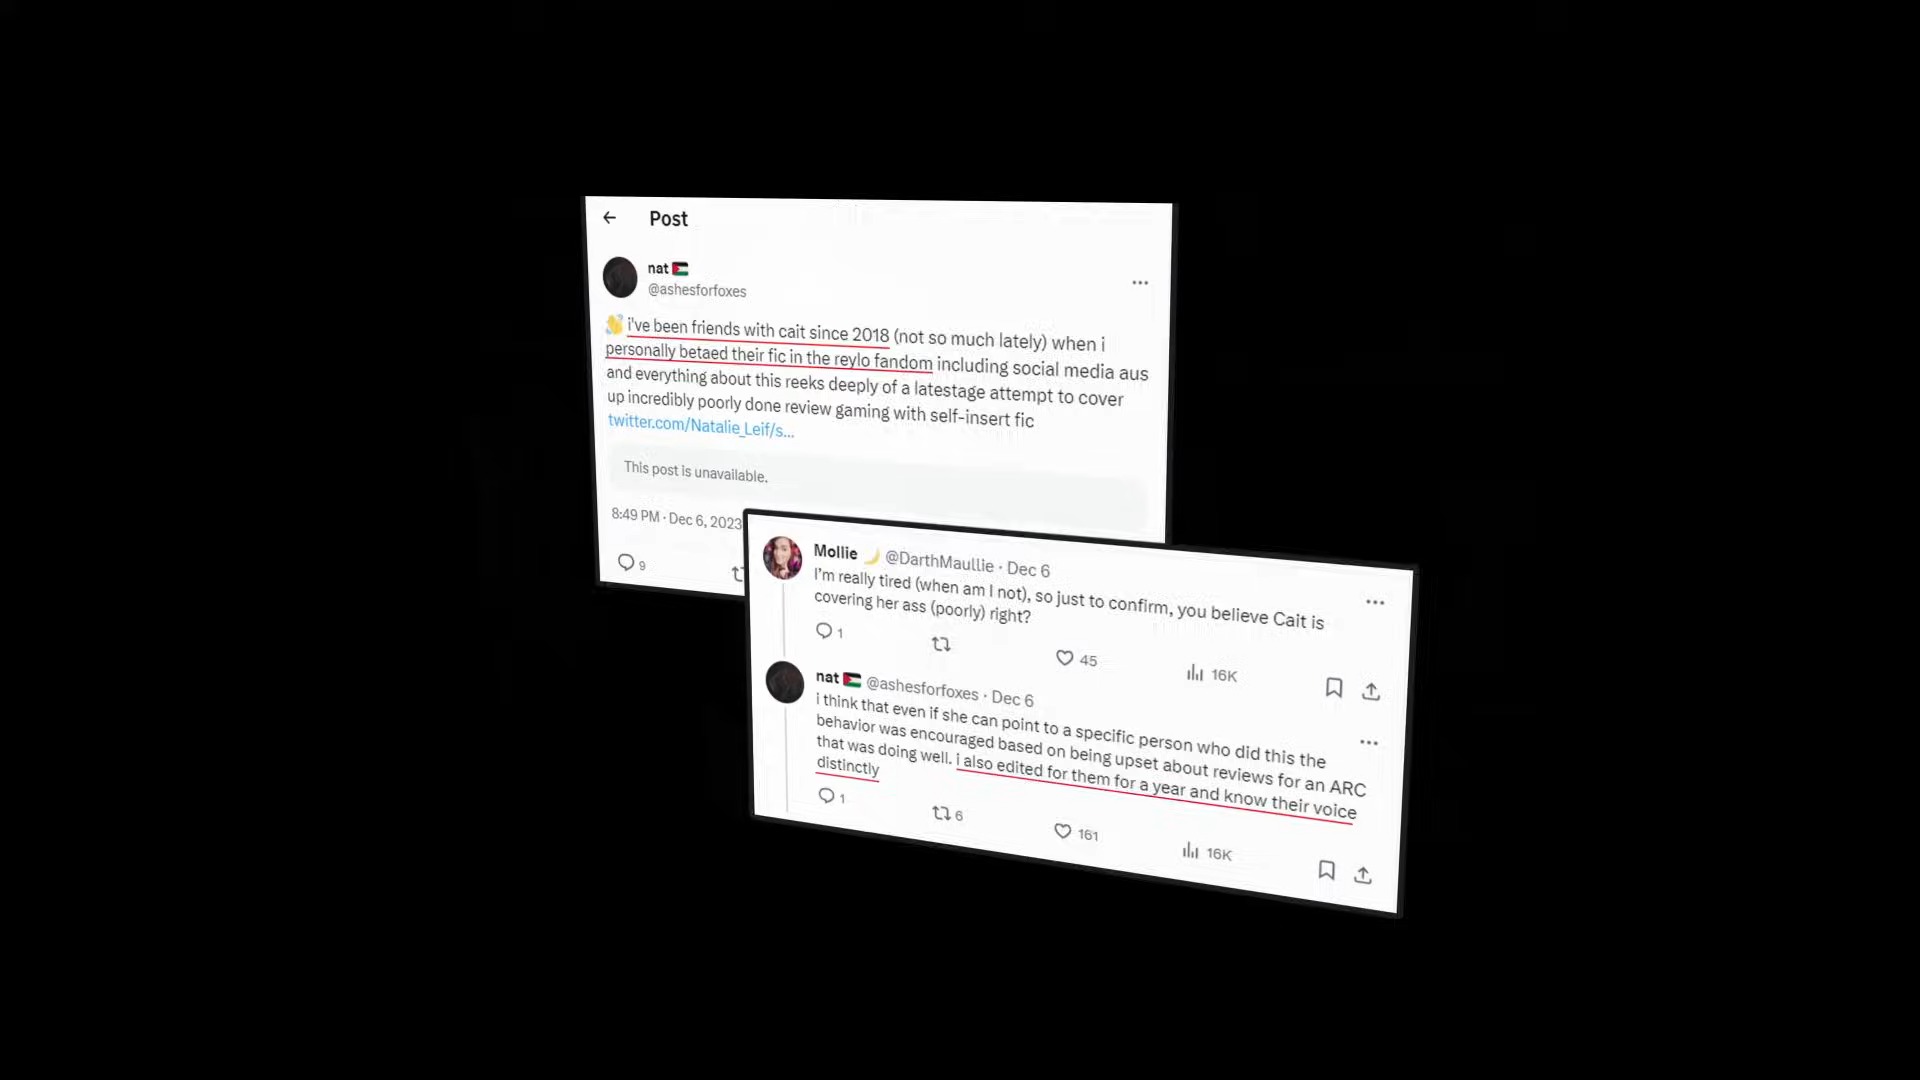 Post
nat 🇵🇸
@ashesforfoxes
👋 i've been friends with cait since 2018 (not so much lately) when i
personally betaed their fic in the reylo fandom including social media aus
and everything about this reeks deeply of a latestage attempt to cover
up incredibly poorly done review gaming with self-insert fic
twitter.com/Natalie_Leif/s...
This post is unavailable.
8:49 PM · Dec 6, 2023
9
Mollie 🌙 @DarthMaullie · Dec 6
I'm really tired (when am I not), so just to confirm, you believe Cait is
covering her ass (poorly) right?
1 45 16K
nat 🇵🇸 @ashesforfoxes · Dec 6
i think that even if she can point to a specific person who did this the
behavior was encouraged based on being upset about reviews for an ARC
that was doing well. i also edited for them for a year and know their voice
distinctly
1 6 161 16K